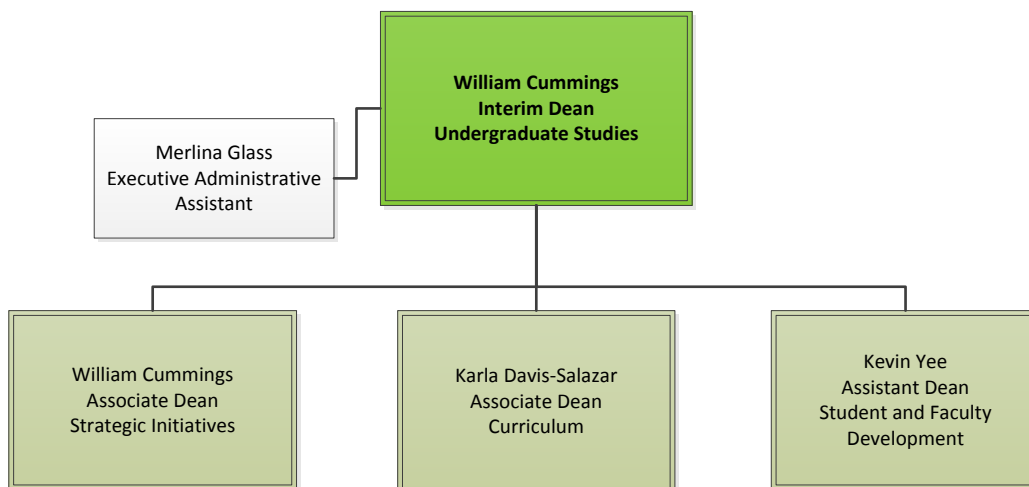 William Cummings
Interim Dean
Undergraduate Studies
Merlina Glass
Executive Administrative
Assistant
William Cummings
Associate Dean
Strategic Initiatives
Karla Davis-Salazar
Associate Dean
Curriculum
Kevin Yee
Assistant Dean
Student and Faculty
Development